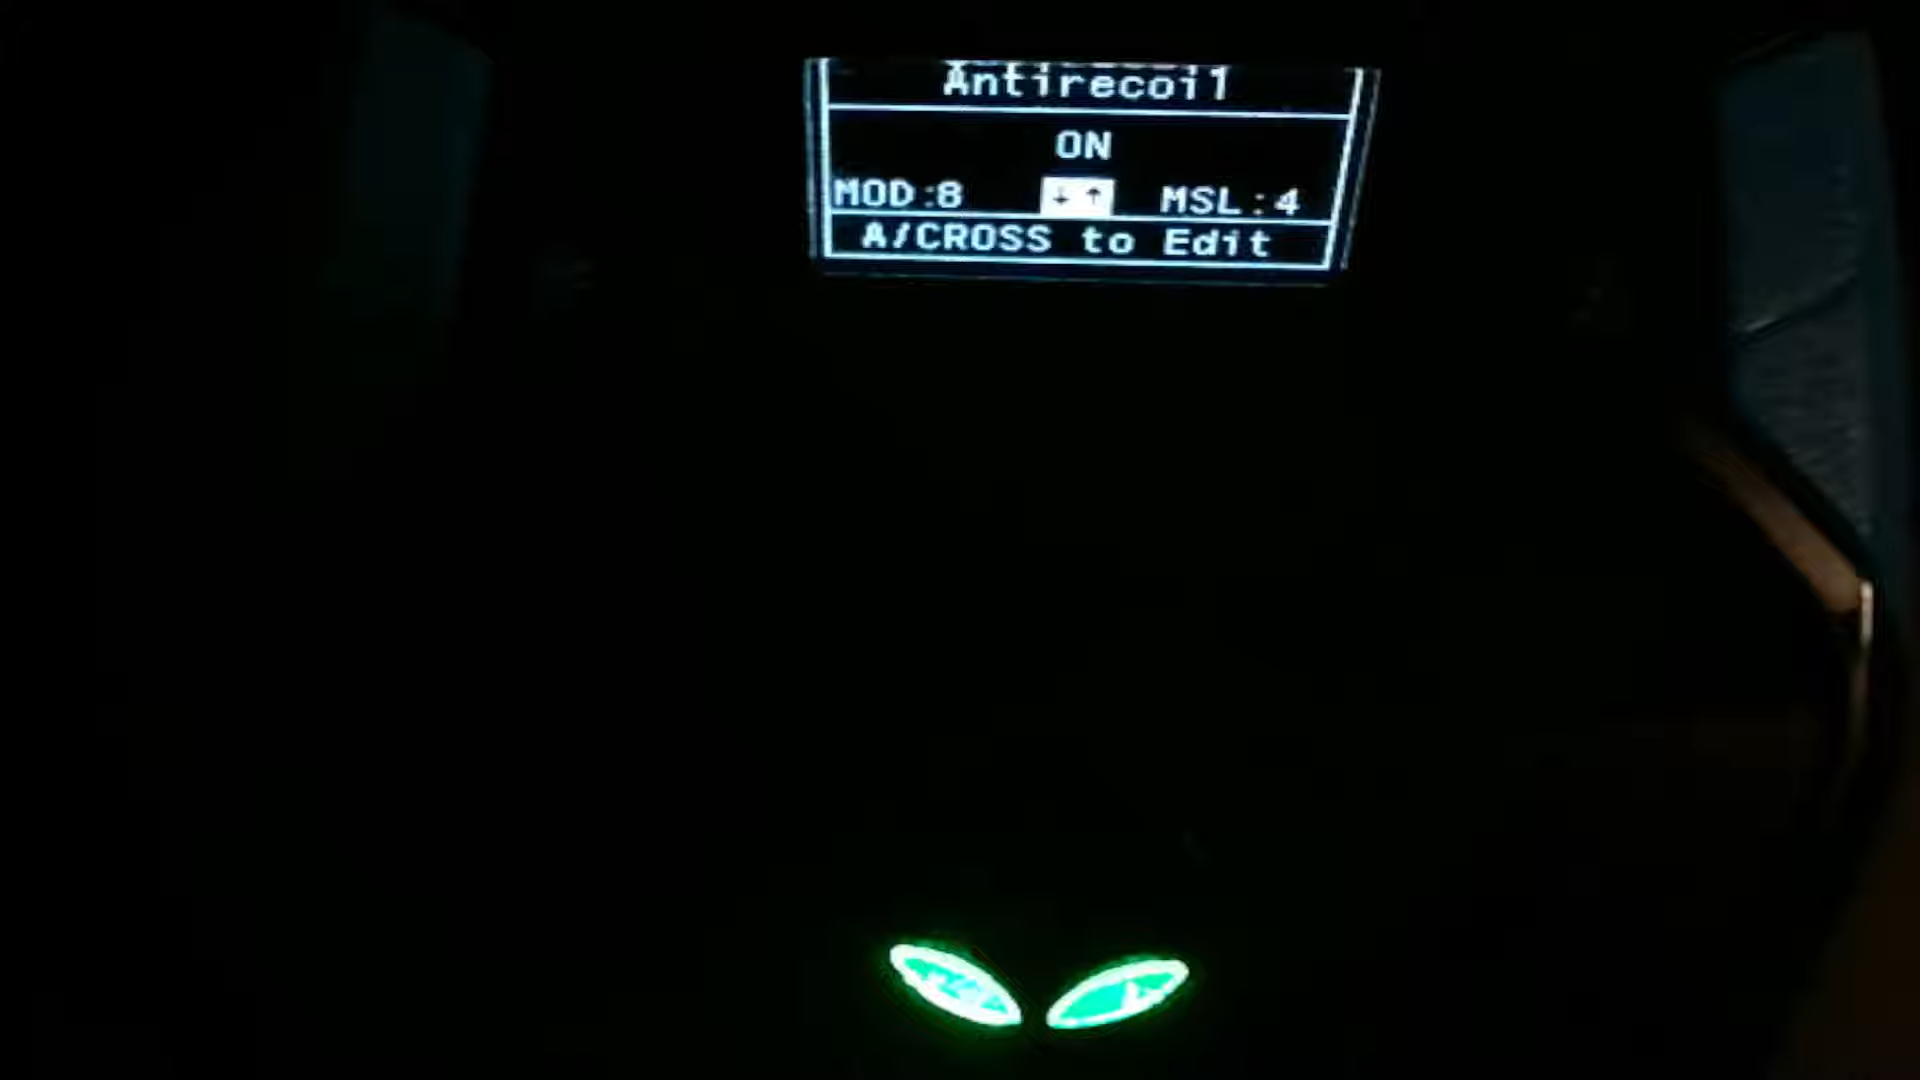 Antirecoil
ON
MOD:8 ↓↑ MSL:4
A/CROSS to Edit